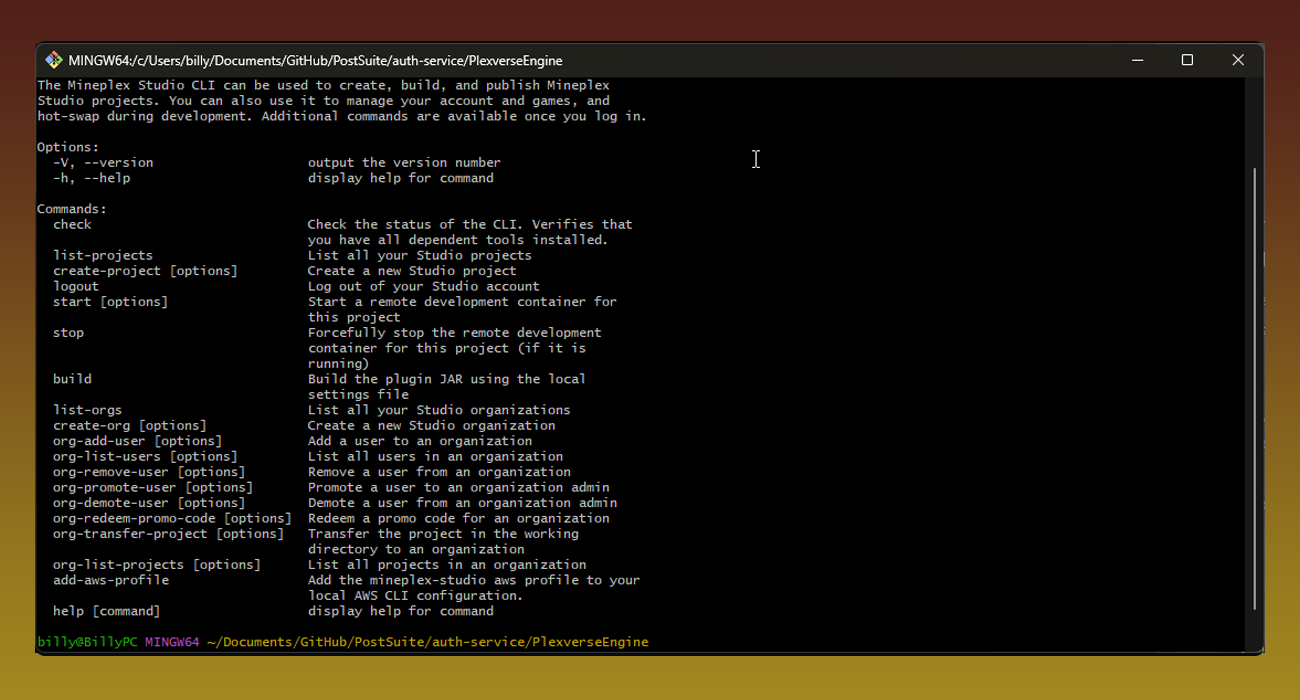 MINGW64:/c/Users/billy/Documents/GitHub/PostSuite/auth-service/PlexverseEngine
The Mineplex Studio CLI can be used to create, build, and publish Mineplex
Studio projects. You can also use it to manage your account and games, and
hot-swap during development. Additional commands are available once you log in.
Options:
-V, --version output the version number
-h, --help display help for command
Commands:
check Check the status of the CLI. Verifies that
you have all dependent tools installed.
list-projects List all your Studio projects
create-project [options] Create a new Studio project
logout Log out of your Studio account
start [options] Start a remote development container for
this project
stop Forcefully stop the remote development
container for this project (if it is
running)
build Build the plugin JAR using the local
settings file
list-orgs List all your Studio organizations
create-org [options] Create a new Studio organization
org-add-user [options] Add a user to an organization
org-list-users [options] List all users in an organization
org-remove-user [options] Remove a user from an organization
org-promote-user [options] Promote a user to an organization admin
org-demote-user [options] Demote a user from an organization admin
org-redeem-promo-code [options] Redeem a promo code for an organization
org-transfer-project [options] Transfer the project in the working
directory to an organization
org-list-projects [options] List all projects in an organization
add-aws-profile Add the mineplex-studio aws profile to your
local AWS CLI configuration.
help [command] display help for command
billy@BillyPC MINGW64 ~/Documents/GitHub/PostSuite/auth-service/PlexverseEngine